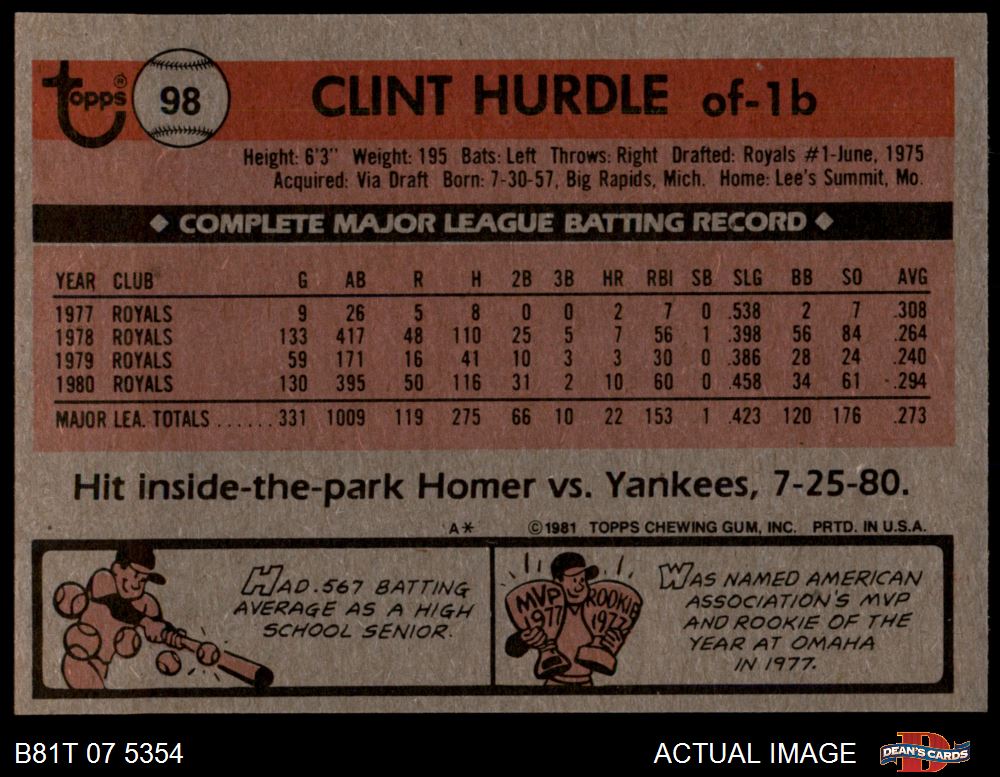 Topps®
98
CLINT HURDLE of-1b
Height: 6'3" Weight: 195 Bats: Left Throws: Right Drafted: Royals #1-June, 1975
Acquired: Via Draft Born: 7-30-57, Big Rapids, Mich. Home: Lee's Summit, Mo.
◆ COMPLETE MAJOR LEAGUE BATTING RECORD ◆
YEAR CLUB G AB R H 2B 3B HR RBI SB SLG BB SO AVG
1977 ROYALS 9 26 5 8 0 0 2 7 0 .538 2 7 .308
1978 ROYALS 133 417 48 110 25 5 7 56 1 .398 56 84 .264
1979 ROYALS 59 171 16 41 10 3 3 30 0 .386 28 24 .240
1980 ROYALS 130 395 50 116 31 2 10 60 0 .458 34 61 .294
MAJOR LEA. TOTALS ...... 331 1009 119 275 66 10 22 153 1 .423 120 176 .273
Hit inside-the-park Homer vs. Yankees, 7-25-80.
A* ©1981 TOPPS CHEWING GUM, INC. PRTD. IN U.S.A.
HAD .567 BATTING
AVERAGE AS A HIGH
SCHOOL SENIOR.
MVP
1977
ROOKIE
1977
WAS NAMED AMERICAN
ASSOCIATION'S MVP
AND ROOKIE OF THE
YEAR AT OMAHA
IN 1977.
B81T 07 5354
ACTUAL IMAGE
DEAN'S CARDS